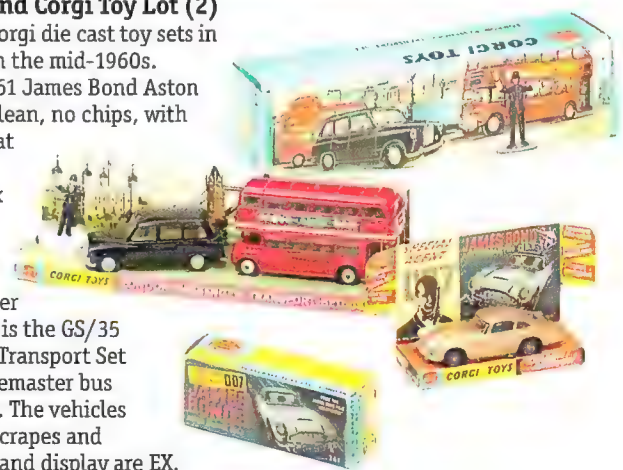 nd Corgi Toy Lot (2)
orgi die cast toy sets in
n the mid-1960s.
61 James Bond Aston
lean, no chips, with
at
x
er
is the GS/35
Transport Set
emaster bus
. The vehicles
crapes and
and display are EX.
CORGI TOYS
CORGI TOYS
JAMES BOND
CORGI TOYS
007